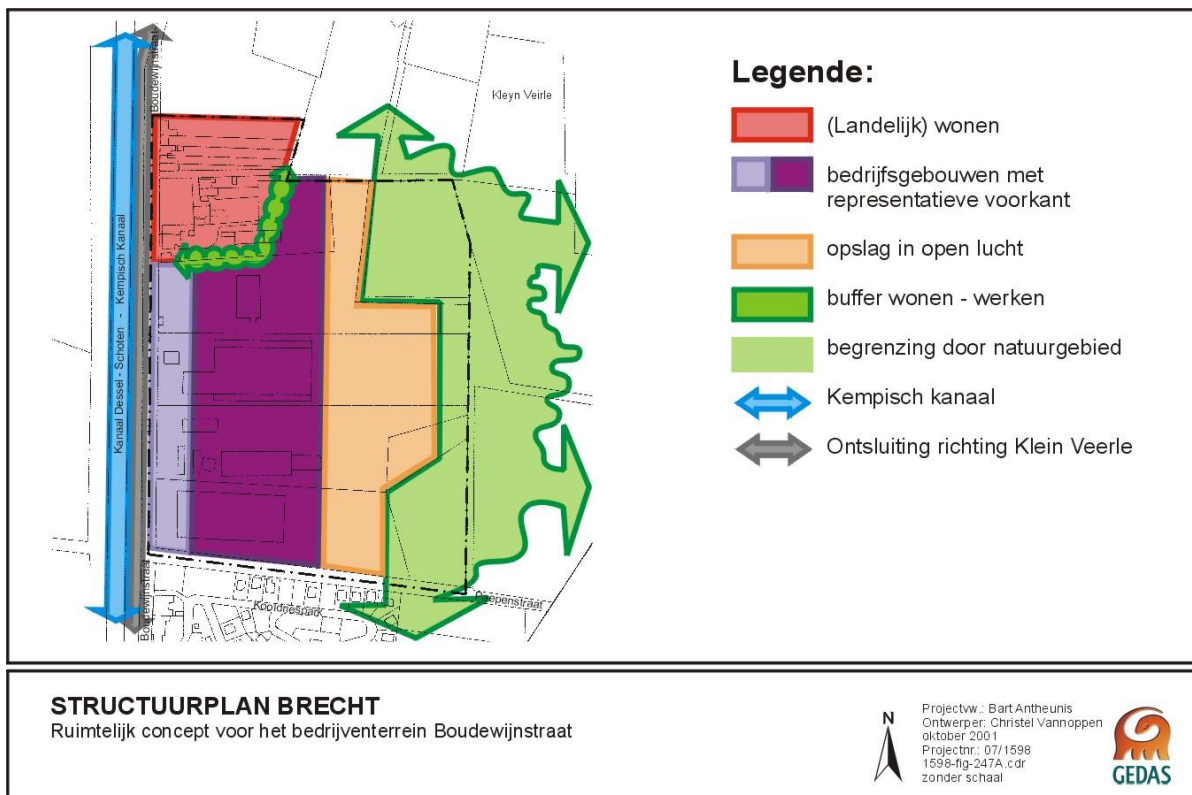 Boudewijnstraat
Kleyn Veirle
Kanaal Dessel - Schoten - Kempisch Kanaal
Boudewijnstraat
Kooldriespark
Papenstraat
Legende:
(Landelijk) wonen
bedrijfsgebouwen met
representatieve voorkant
opslag in open lucht
buffer wonen - werken
begrenzing door natuurgebied
Kempisch kanaal
Ontsluiting richting Klein Veerle
STRUCTUURPLAN BRECHT
Ruimtelijk concept voor het bedrijventerrein Boudewijnstraat
N
Projectvw.: Bart Antheunis
Ontwerper: Christel Vannoppen
oktober 2001
Projectnr.: 07/1598
1598-fig-247A.cdr
zonder schaal
GEDAS